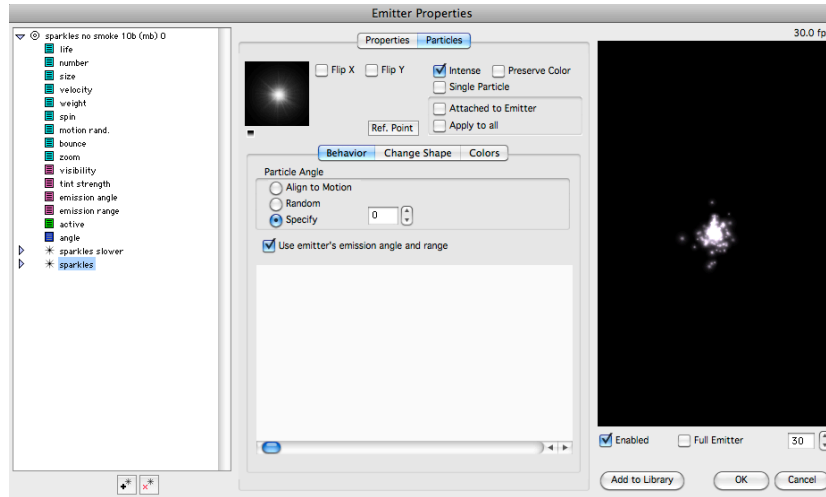 Emitter Properties
sparkles no smoke 10b (mb) 0
life
number
size
velocity
weight
spin
motion rand.
bounce
zoom
visibility
tint strength
emission angle
emission range
active
angle
sparkles slower
sparkles
Properties Particles
Flip X Flip Y Intense Preserve Color
Single Particle
Attached to Emitter
Ref. Point Apply to all
Behavior Change Shape Colors
Particle Angle
Align to Motion
Random
Specify 0
Use emitter's emission angle and range
30.0 fp
Enabled Full Emitter 30
Add to Library OK Cancel